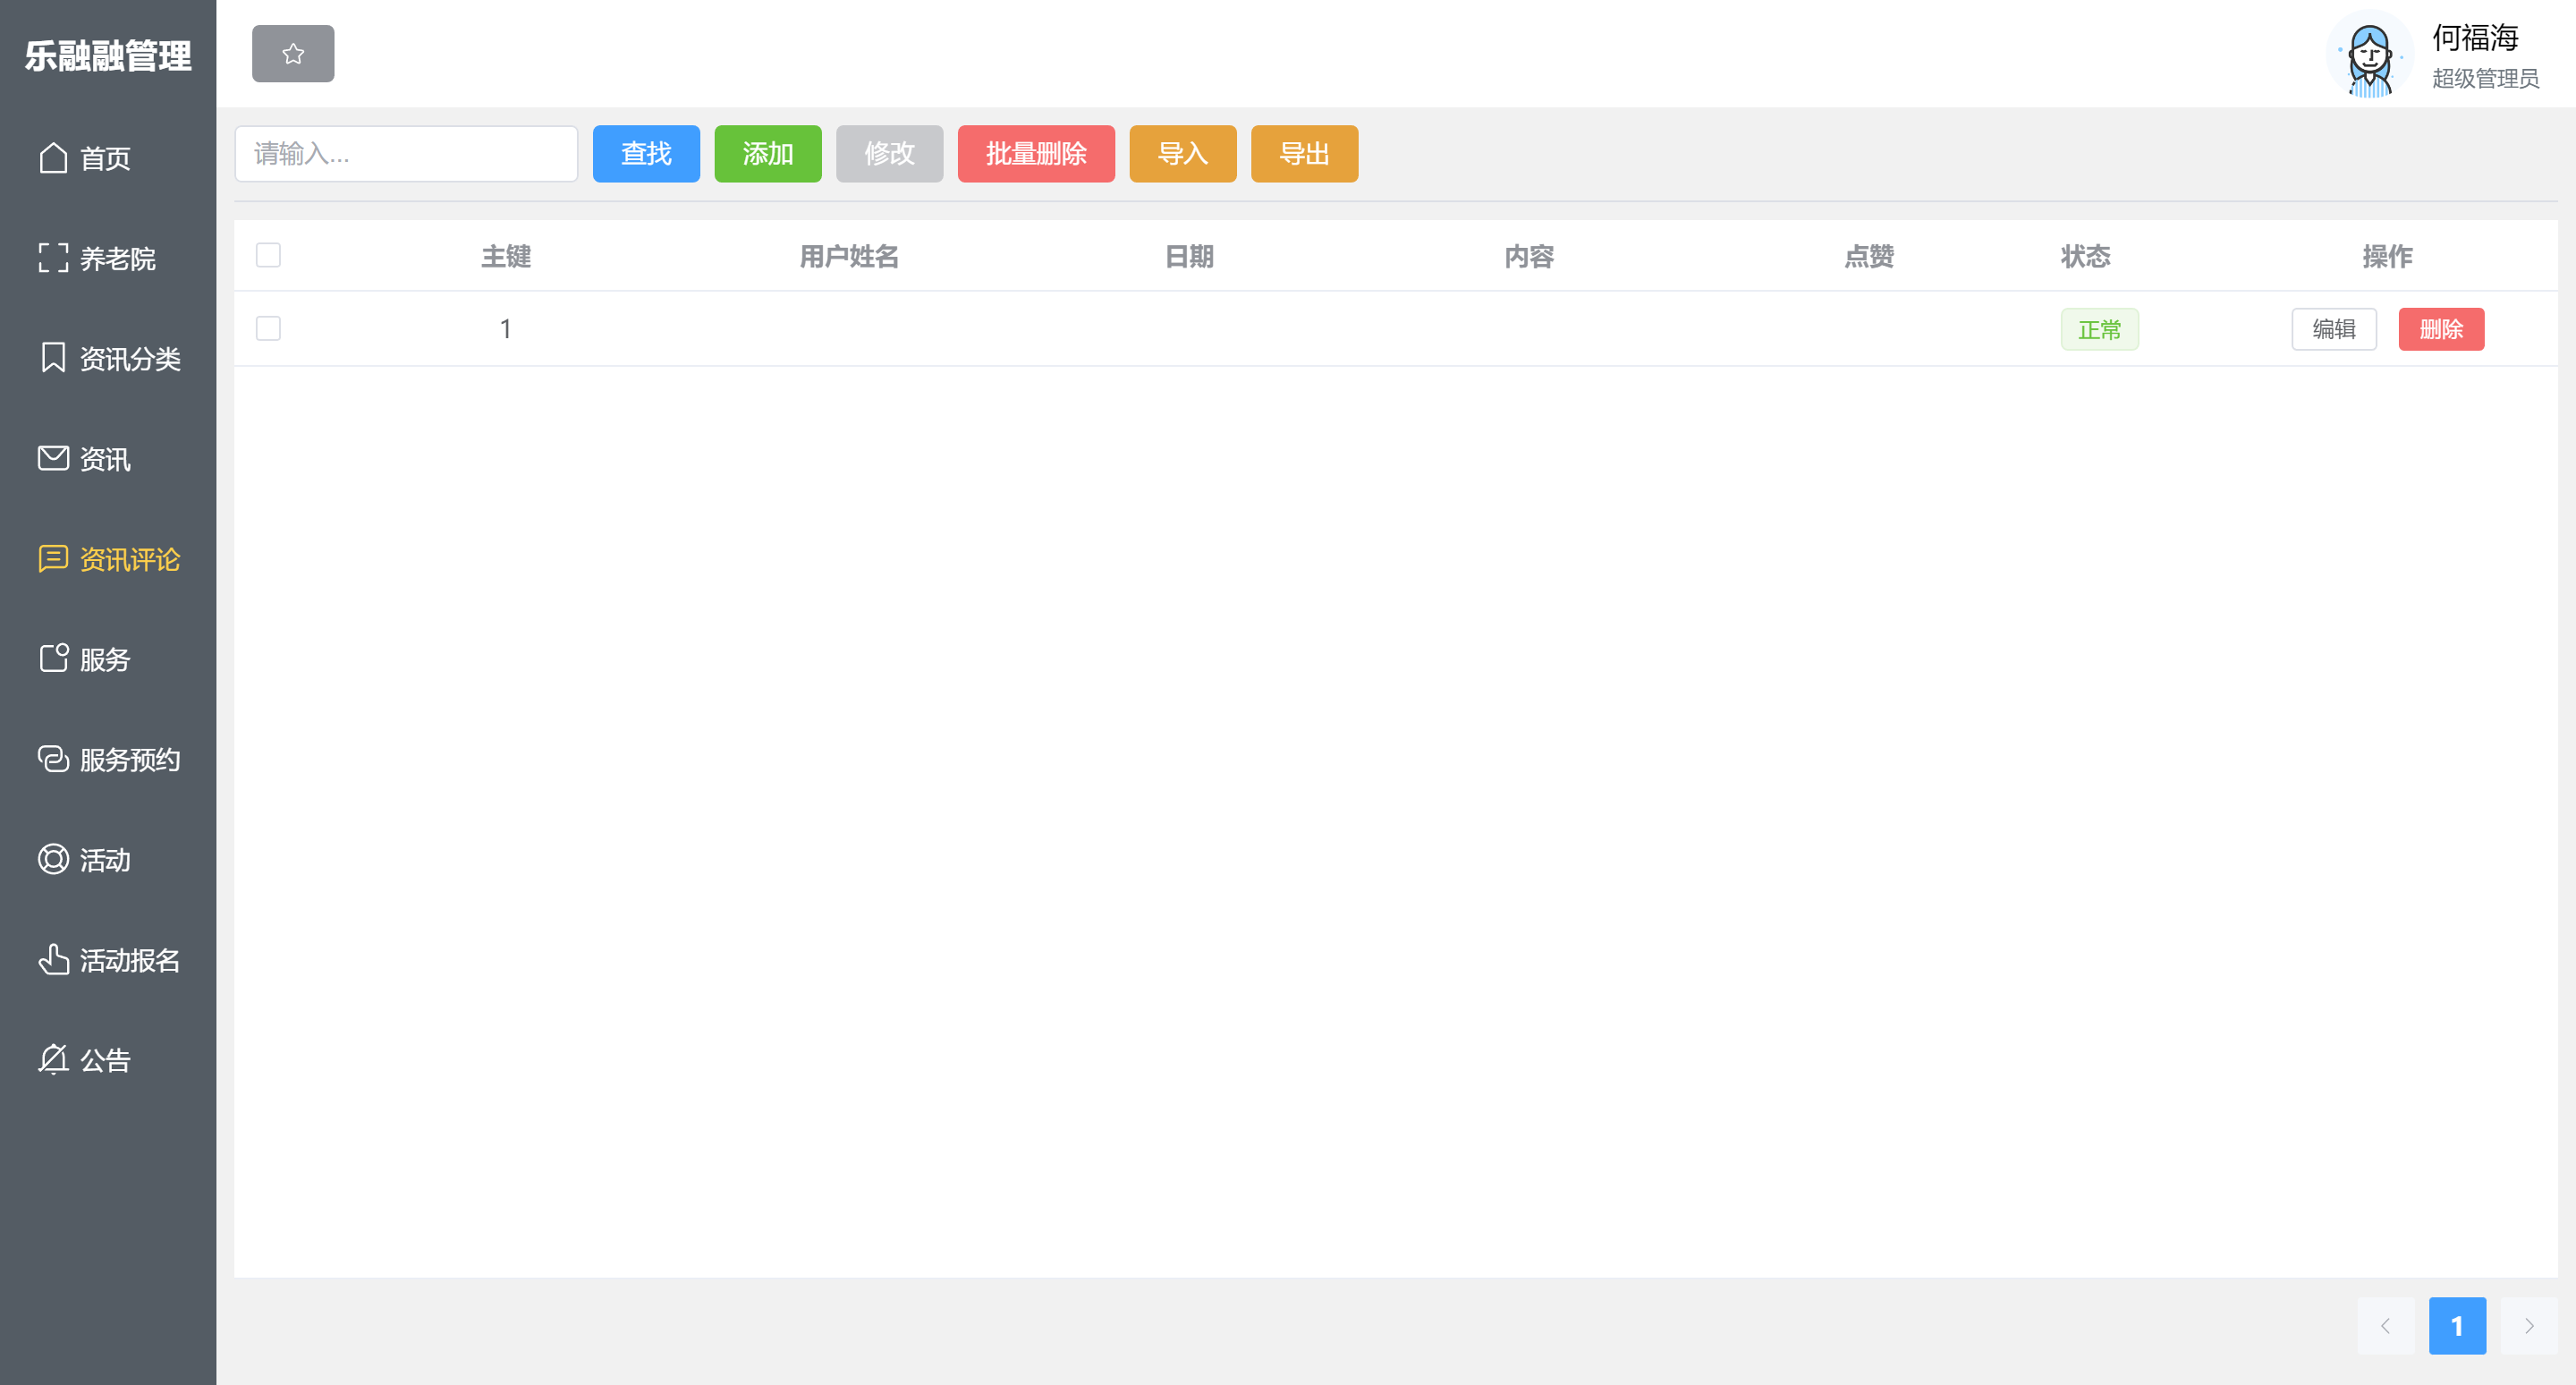 乐融融管理
何福海
超级管理员
首页
养老院
资讯分类
资讯
资讯评论
服务
服务预约
活动
活动报名
公告
请输入... 查找 添加 修改 批量删除 导入 导出
主键 用户姓名 日期 内容 点赞 状态 操作
1 正常 编辑 删除
1